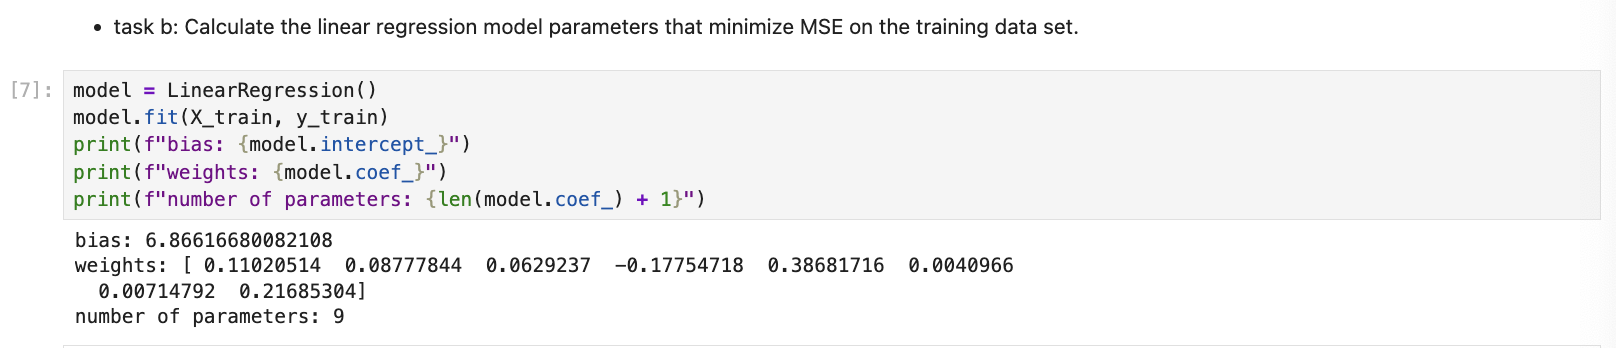 • task b: Calculate the linear regression model parameters that minimize MSE on the training data set.
[7]:
model = LinearRegression()
model.fit(X_train, y_train)
print(f"bias: {model.intercept_}")
print(f"weights: {model.coef_}")
print(f"number of parameters: {len(model.coef_) + 1}")
bias: 6.86616680082108
weights: [ 0.11020514  0.08777844  0.0629237  −0.17754718  0.38681716  0.0040966
  0.00714792  0.21685304]
number of parameters: 9